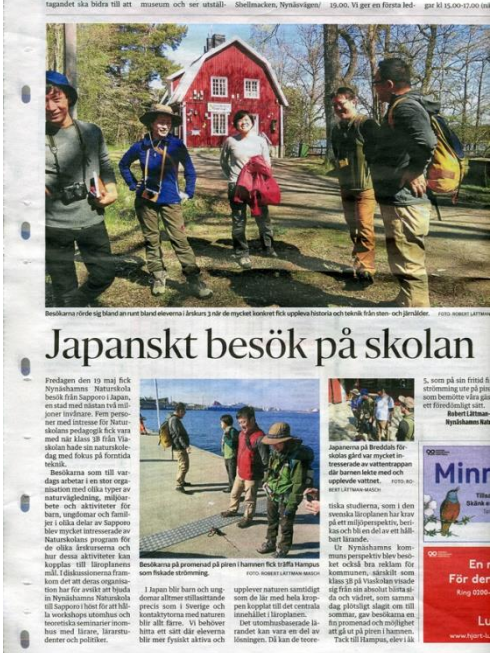 tagandet ska bidra till att
museum och ser utställ-
Shellmacken, Nynäsvägen/
19.00. Vi ger en första led-
gar kl 15.00-17.00
Besökarna rörde sig bland an runt bland eleverna i årskurs 3 när de mycket konkret fick uppleva historia och teknik från sten- och järnålder. FOTO: ROBERT LÄTTMAN
Japanskt besök på skolan
Fredagen den 19 maj fick
Nynäshamns Naturskola
besök från Sapporo i Japan,
en stad med nästan två mil-
joner invånare. Fem perso-
ner med intresse för Natur-
skolans pedagogik fick vara
med när klass 3B från Via-
skolan hade sin naturskole-
dag med fokus på forntida
teknik.
Besökarna som till var-
dags arbetar i en stor organi-
sation med olika typer av
naturvägledning, miljöar-
bete och aktiviteter för
barn, ungdomar och famil-
jer i olika delar av Sapporo
blev mycket intresserade av
Naturskolans program för
de olika årskurserna och
hur dessa aktiviteter kan
kopplas till läroplanens
mål. I diskussionerna fram-
kom det att deras organisa-
tion har för avsikt att bjuda
in Nynäshamns Naturskola
till Sapporo i höst för att hål-
la workshops utomhus och
teoretiska seminarier inom-
hus med lärare, lärarstu-
denter och politiker.
Besökarna på promenad på piren i hamnen fick träffa Hampus
som fiskade strömming. FOTO: ROBERT LÄTTMAN-MASCH
I Japan blir barn och ung-
domar alltmer stillasittande
precis som i Sverige och
kontaktytorna med naturen
blir allt färre. Vi behöver
hitta ett sätt där eleverna
blir mer fysiskt aktiva och
upplever naturen samtidigt
som de lär med hela krop-
pen kopplat till det centrala
innehållet i läroplanen.
Det utomhusbaserade lä-
randet kan vara en del av
lösningen. Då kan de teore-
Japanerna på Breddals för-
skolas gård var mycket int-
resserade av vattentrappan
där barnen lekte med och
upplevde vattnet. FOTO: RO-
BERT LÄTTMAN-MASCH
tiska studierna, som i den
svenska läroplanen har krav
på ett miljöperspektiv, beri-
kas och bli en del av ett håll-
bart lärande.
Ur Nynäshamns kom-
muns perspektiv blev besö-
ket också bra reklam för
kommunen, särskilt som
klass 3B på Viaskolan visade
sig från sin absolut bästa si-
da och vädret, som samma
dag plötsligt slagit om till
sommar, gav besökarna en
fin promenad och möjlighet
att gå ut på piren i hamnen.
Tack till Hampus, elev i åk
5, som på sin fritid
strömming ute på
som bemötte våra
ett föredömligt sätt.
Robert Lättman-
Nynäshamns
Minn
Tillsa
Skänk e
En r
För der
Ring 0200-
Lu
www.hjart-lu